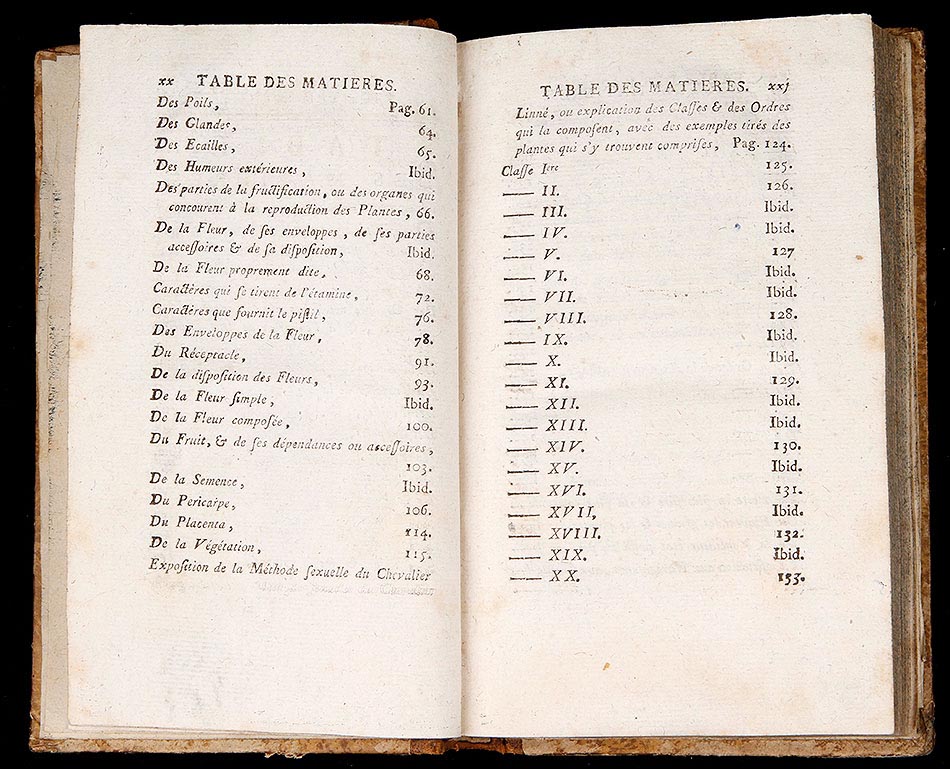 xx TABLE DES MATIERES.
Des Poils, Pag. 61.
Des Glandes, 64.
Des Ecailles, 65.
Des Humeurs extérieures, Ibid.
Des parties de la fructification, ou des organes qui
concourent à la reproduction des Plantes, 66.
De la Fleur, de ſes enveloppes, de ſes parties
acceſſoires & de ſa diſpoſition, Ibid.
De la Fleur proprement dite, 68.
Caractères qui ſe tirent de l'étamine, 72.
Caractères que fournit le piſtil, 76.
Des Enveloppes de la Fleur, 78.
Du Réceptacle, 91.
De la diſpoſition des Fleurs, 93.
De la Fleur ſimple, Ibid.
De la Fleur compoſée, 100.
Du Fruit, & de ſes dépendances ou acceſſoires,
103.
De la Semence, Ibid.
Du Pericarpe, 106.
Du Placenta, 114.
De la Végétation, 115.
Expoſition de la Méthode ſexuelle du Chevalier
TABLE DES MATIERES. xxj
Linné, ou explication des Claſſes & des Ordres
qui la compoſent, avec des exemples tirés des
plantes qui s'y trouvent compriſes, Pag. 124.
Claſſe Iere 125.
—— II. 126.
—— III. Ibid.
—— IV. Ibid.
—— V. 127
—— VI. Ibid.
—— VII. Ibid.
—— VIII. 128.
—— IX. Ibid.
—— X. Ibid.
—— XI. 129.
—— XII. Ibid.
—— XIII. Ibid.
—— XIV. 130.
—— XV. Ibid.
—— XVI. 131.
—— XVII, Ibid.
—— XVIII. 132.
—— XIX. Ibid.
—— XX. 153.